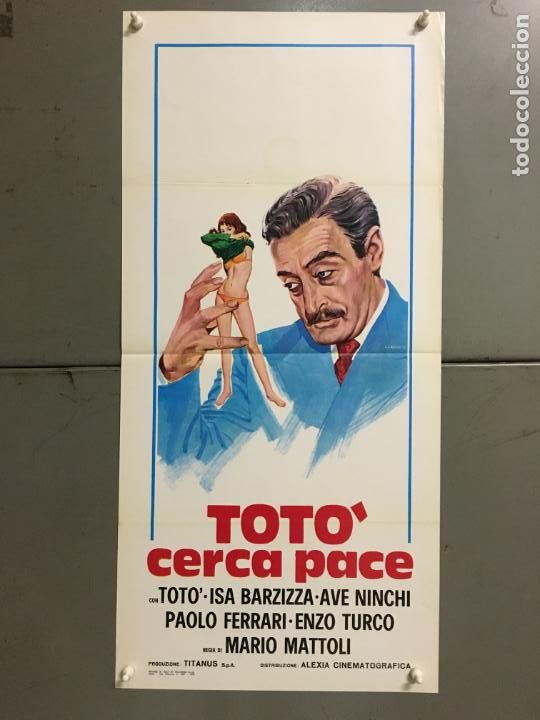 todocoleccion
TOTO'
cerca pace
CON TOTO'·ISA BARZIZZA·AVE NINCHI
PAOLO FERRARI·ENZO TURCO
REGIA DI MARIO MATTOLI
PRODUZIONE: TITANUS S.p.A. DISTRIBUZIONE: ALEXIA CINEMATOGRAFICA